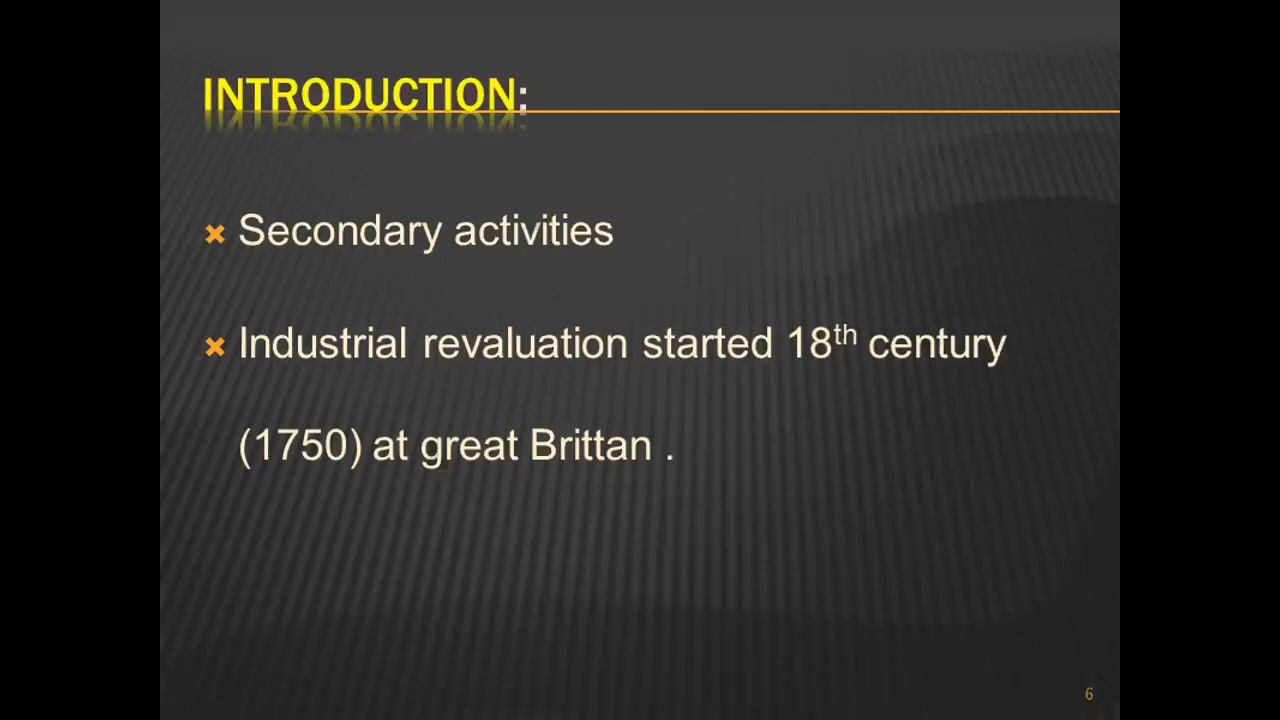 INTRODUCTION:
Secondary activities
Industrial revaluation started 18th century
(1750) at great Brittan .
6